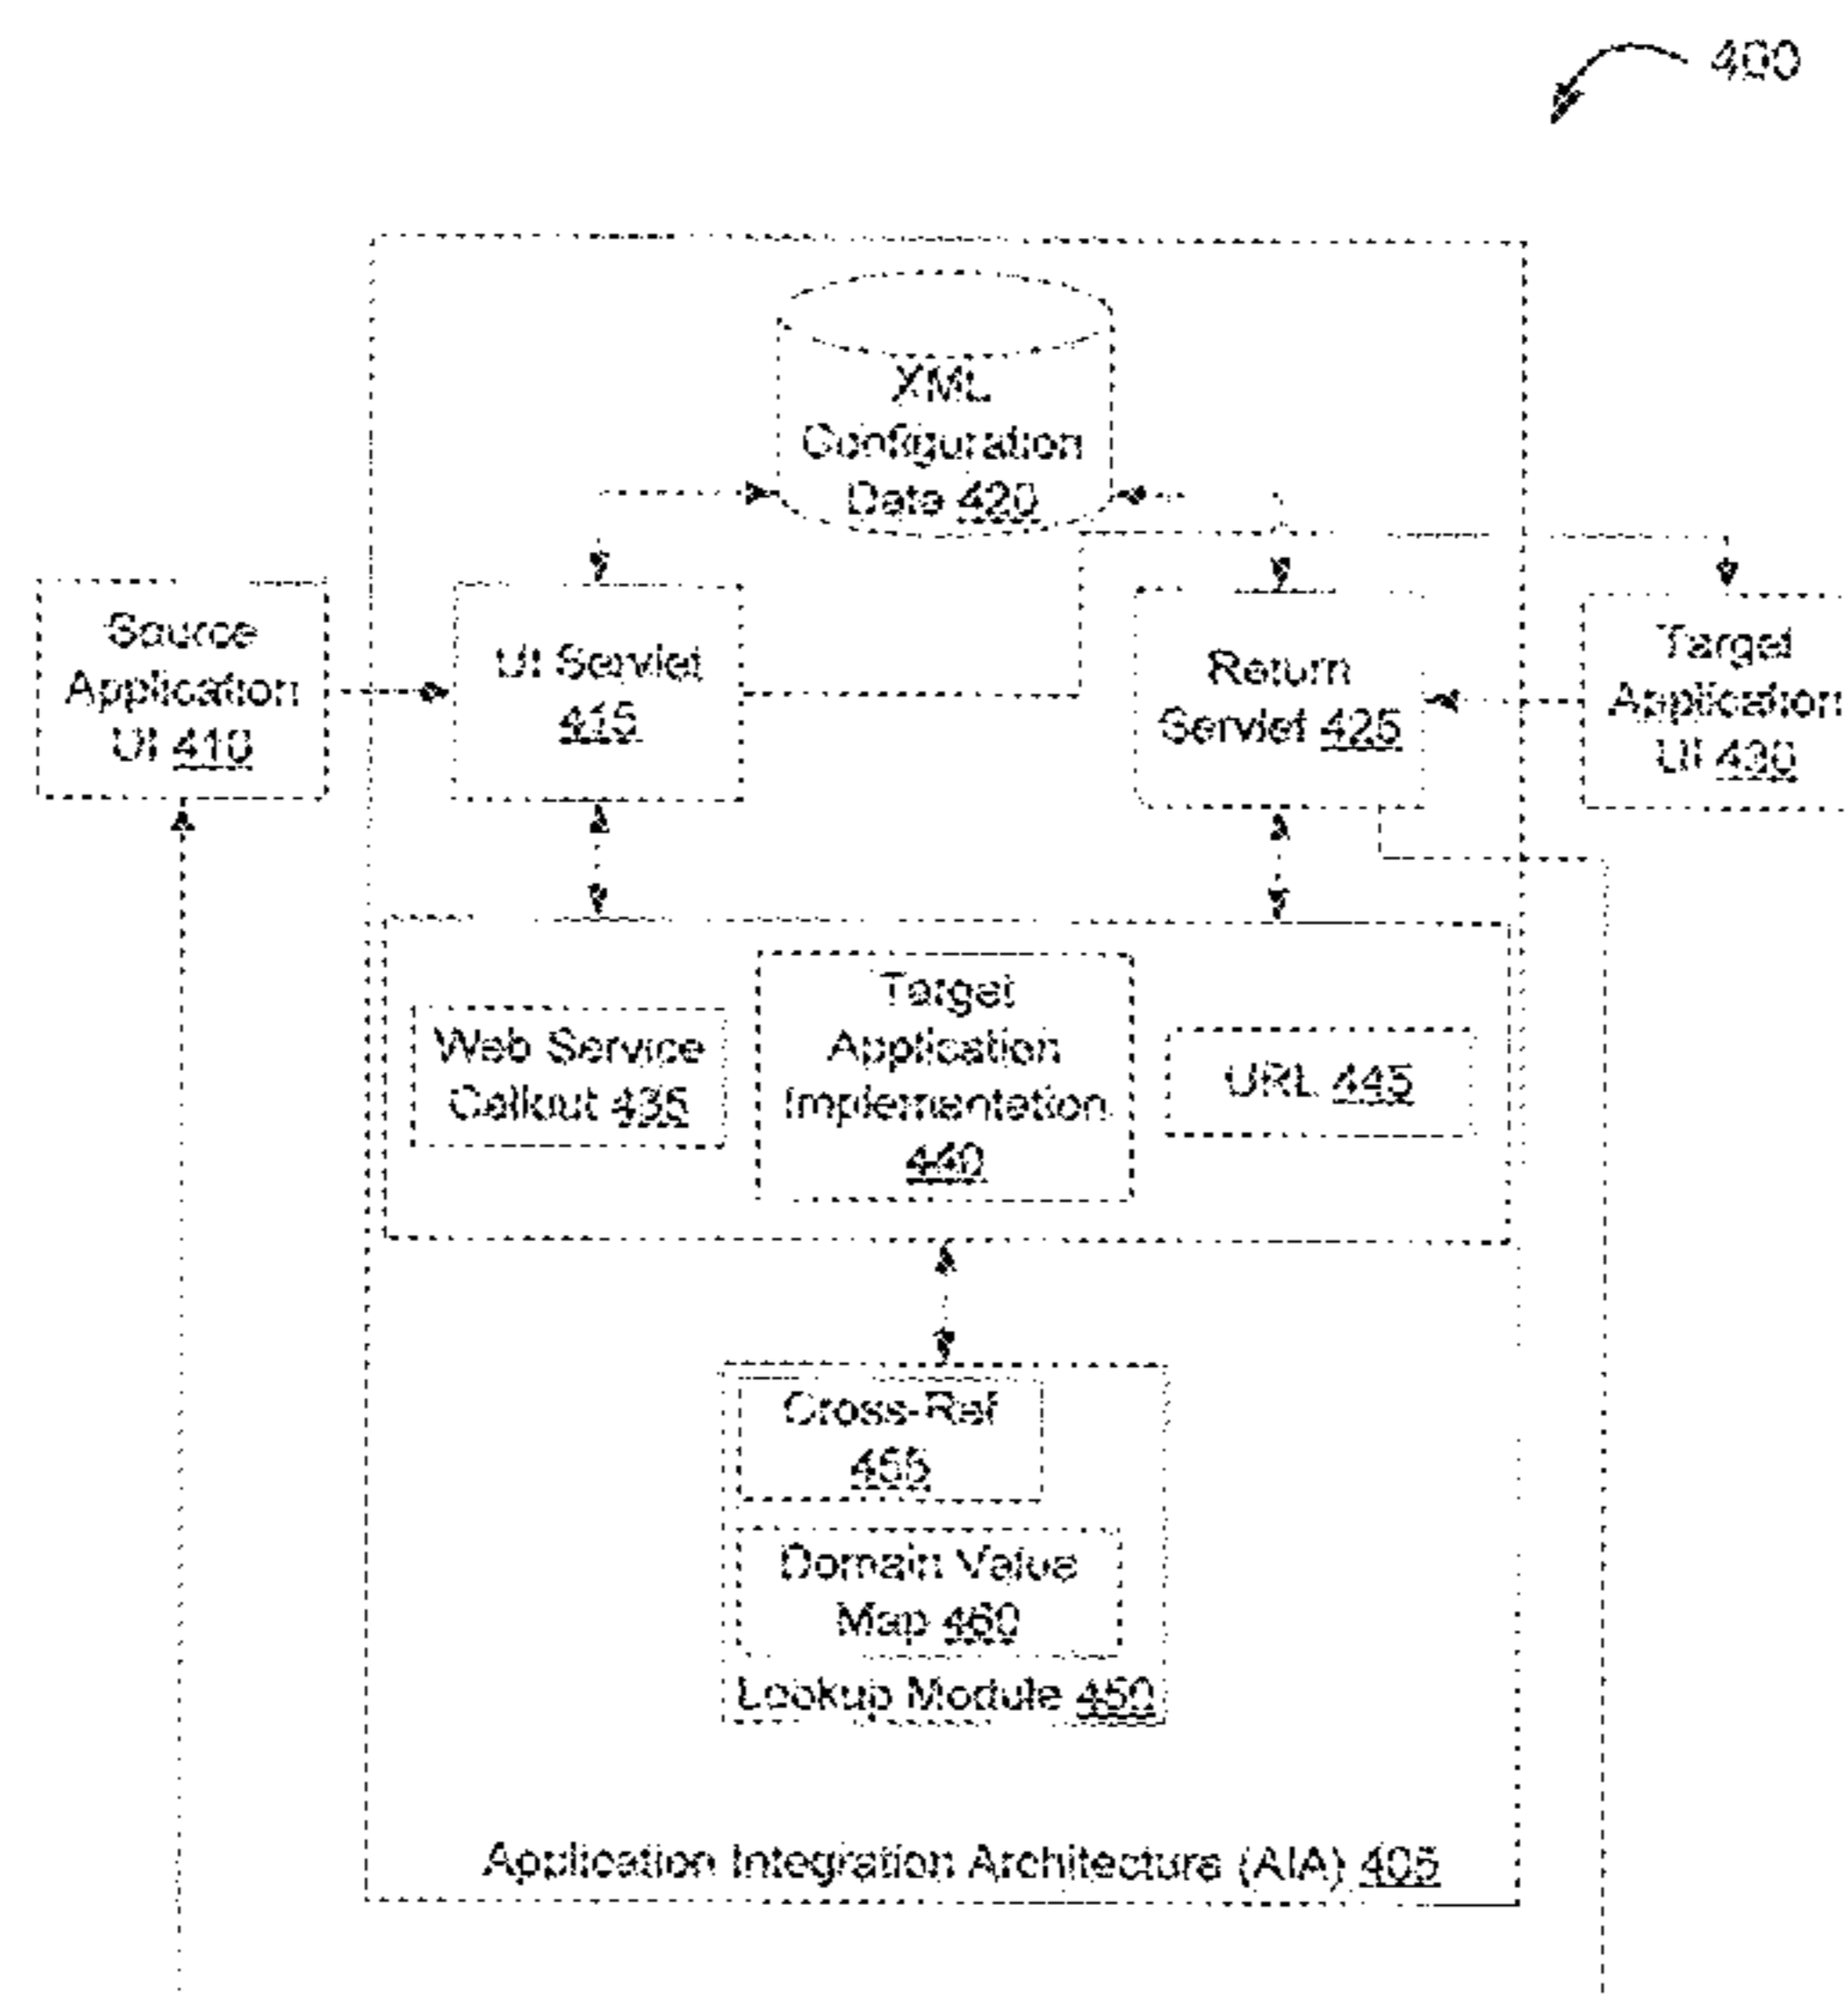 400
XML
Configuration
Data 420
Source
Application
UI 410
UI Servlet
415
Return
Servlet 425
Target
Application
UI 430
Web Service
Callout 435
Target
Application
Implementation
440
URL 445
Cross-Ref
455
Domain Value
Map 460
Lookup Module 450
Application Integration Architecture (AIA) 405